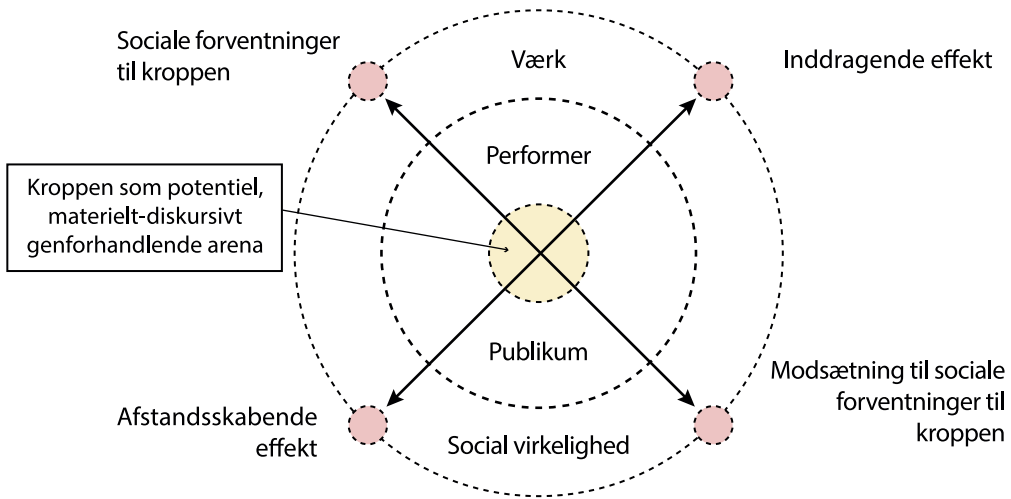 Sociale forventninger
til kroppen
Værk
Inddragende effekt
Performer
Kroppen som potentiel,
materielt-diskursivt
genforhandlende arena
Publikum
Afstandsskabende
effekt
Social virkelighed
Modsætning til sociale
forventninger til
kroppen